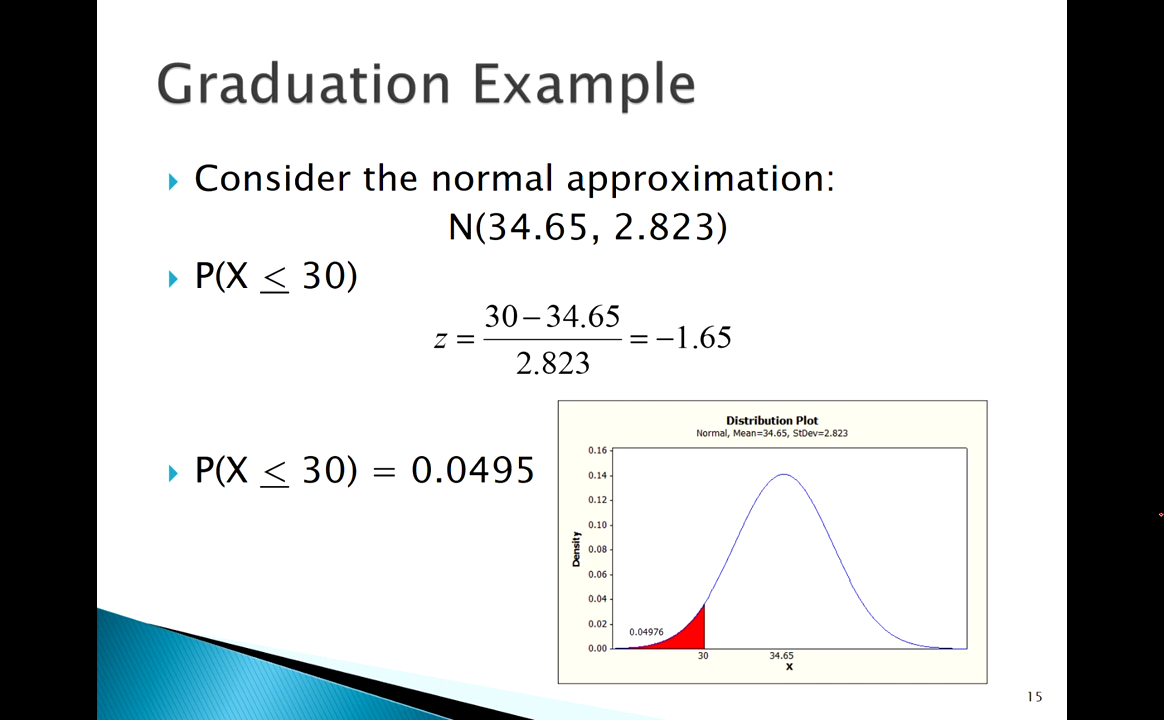 Graduation Example
Consider the normal approximation:
N(34.65, 2.823)
P(X ≤ 30)
z = (30 − 34.65) / 2.823 = −1.65
P(X ≤ 30) = 0.0495
Distribution Plot
Normal, Mean=34.65, StDev=2.823
0.16
0.14
0.12
0.10
0.08
0.06
0.04
0.02
0.00
Density
0.04976
30
34.65
X
15